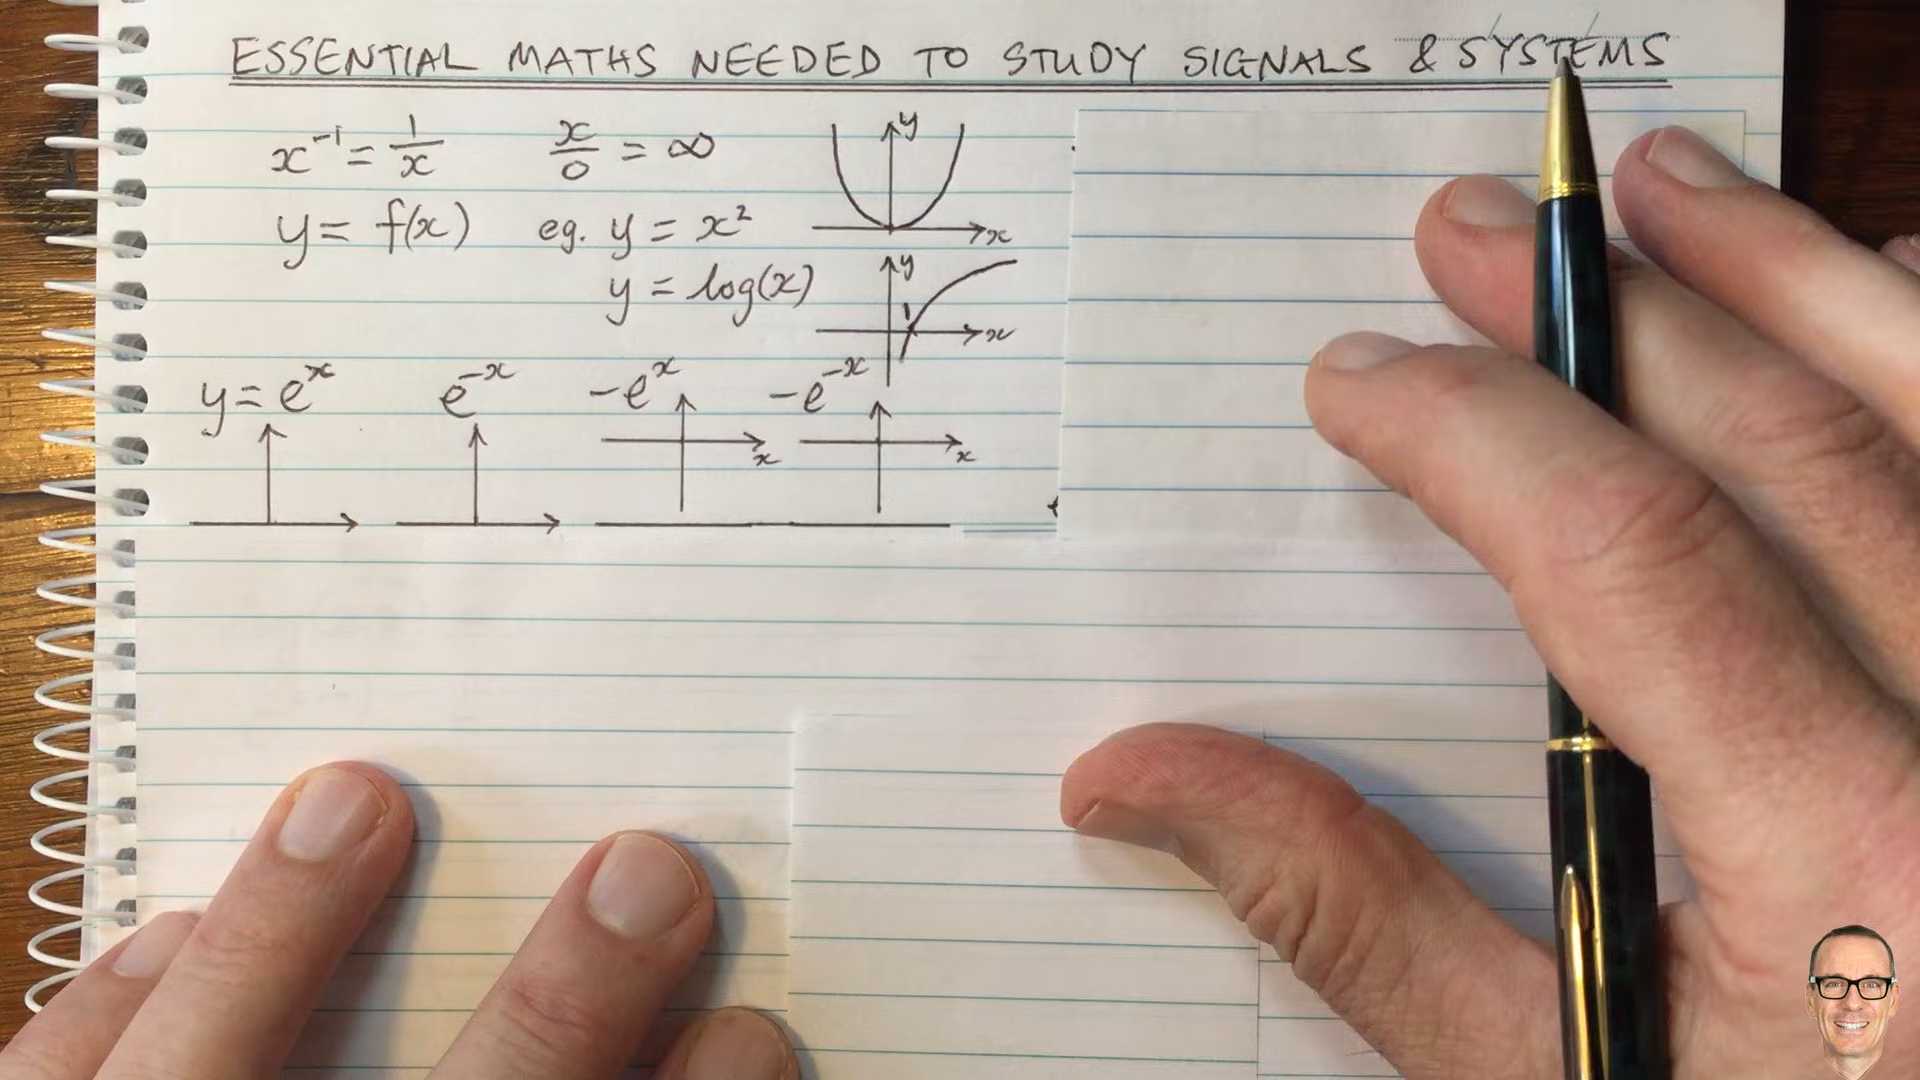 ESSENTIAL MATHS NEEDED TO STUDY SIGNALS & SYSTEMS
x⁻¹ = 1/x x/0 = ∞ y x
y = f(x) eg. y = x²
y = log(x) y 1 x
y = eˣ e⁻ˣ -eˣ x -e⁻ˣ x